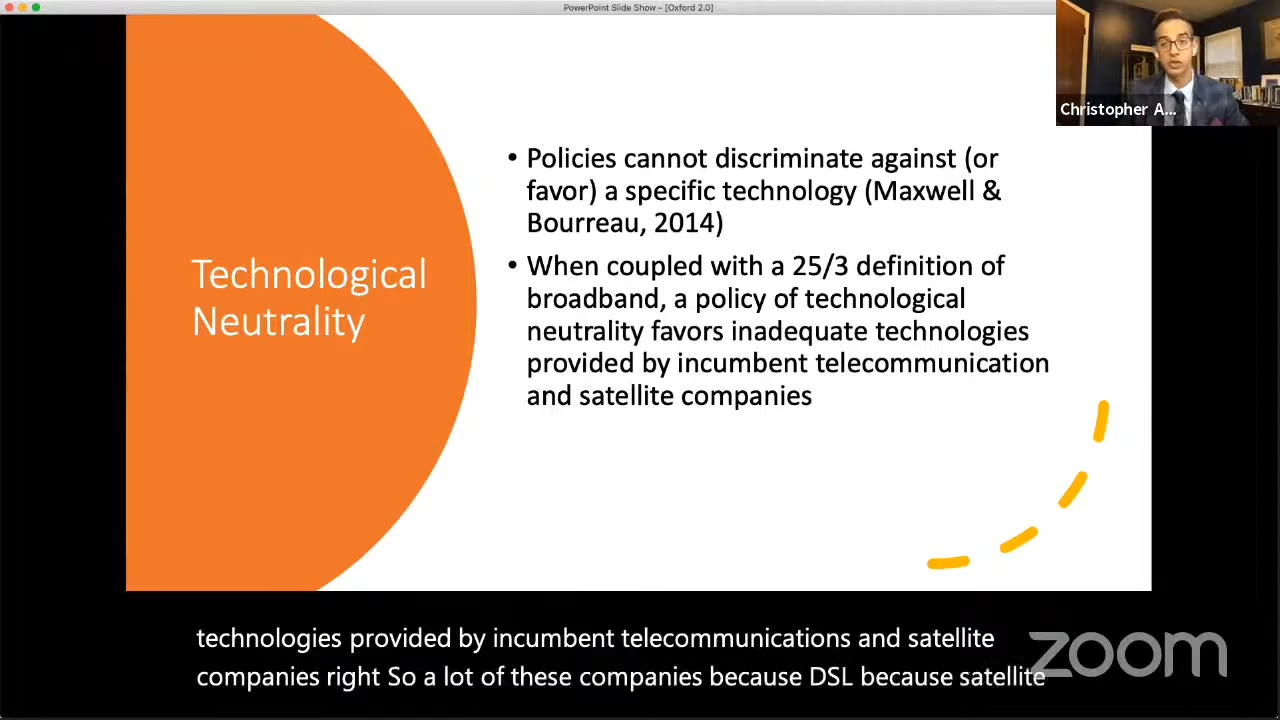 PowerPoint Slide Show - [Oxford 2.0]
Christopher A...
• Policies cannot discriminate against (or
favor) a specific technology (Maxwell &
Bourreau, 2014)
• When coupled with a 25/3 definition of
broadband, a policy of technological
neutrality favors inadequate technologies
provided by incumbent telecommunication
and satellite companies
Technological
Neutrality
technologies provided by incumbent telecommunications and satellite
companies right So a lot of these companies because DSL because satellite
zoom